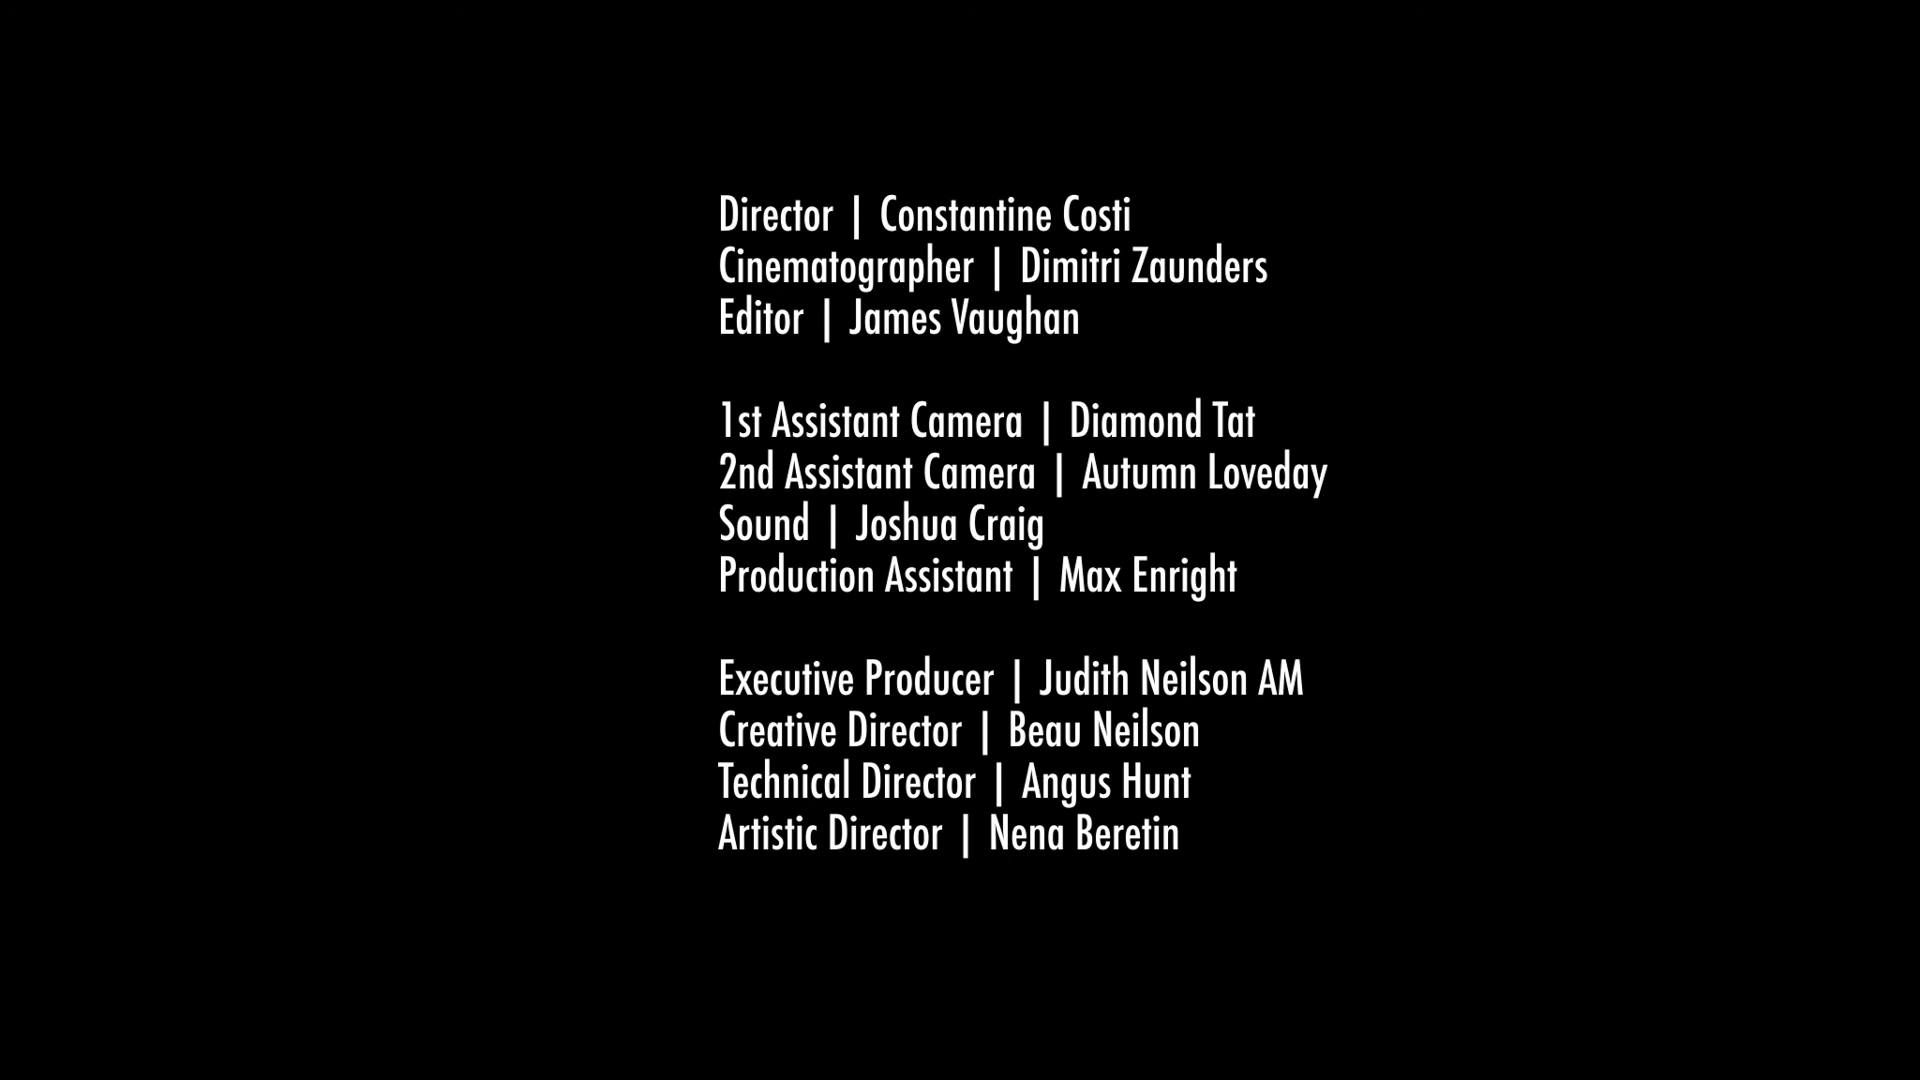 Director | Constantine Costi
Cinematographer | Dimitri Zaunders
Editor | James Vaughan
1st Assistant Camera | Diamond Tat
2nd Assistant Camera | Autumn Loveday
Sound | Joshua Craig
Production Assistant | Max Enright
Executive Producer | Judith Neilson AM
Creative Director | Beau Neilson
Technical Director | Angus Hunt
Artistic Director | Nena Beretin